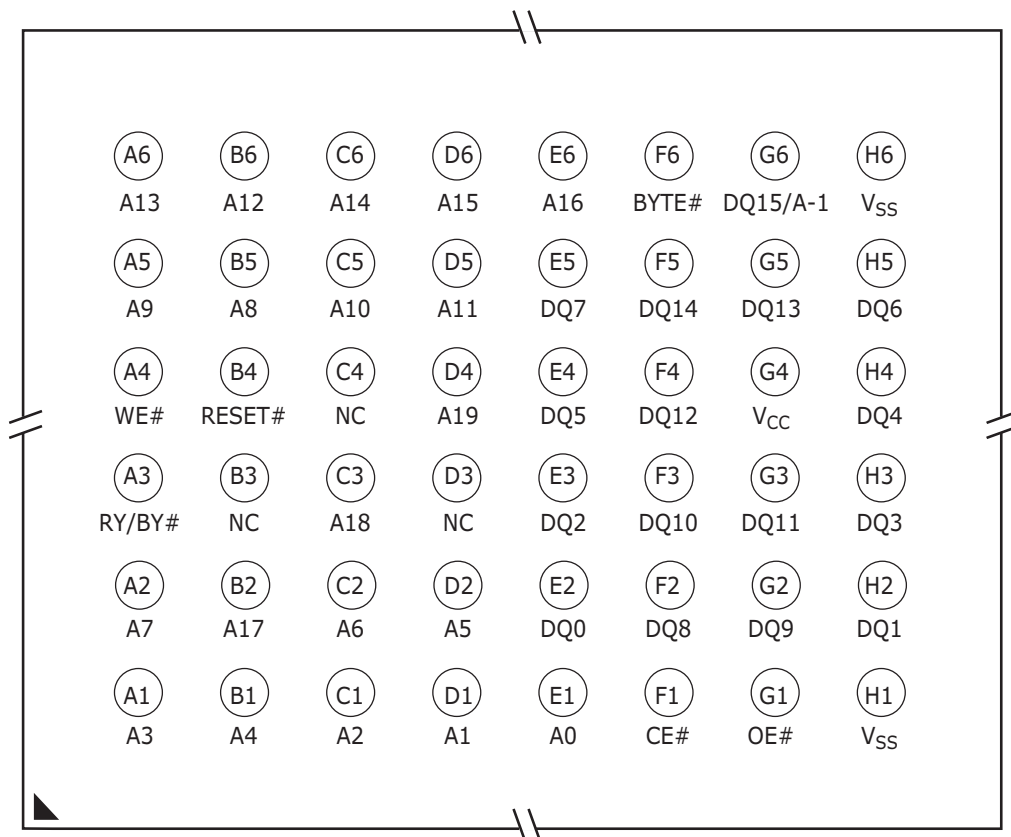 A6 B6 C6 D6 E6 F6 G6 H6
A13 A12 A14 A15 A16 BYTE# DQ15/A-1 VSS
A5 B5 C5 D5 E5 F5 G5 H5
A9 A8 A10 A11 DQ7 DQ14 DQ13 DQ6
A4 B4 C4 D4 E4 F4 G4 H4
WE# RESET# NC A19 DQ5 DQ12 VCC DQ4
A3 B3 C3 D3 E3 F3 G3 H3
RY/BY# NC A18 NC DQ2 DQ10 DQ11 DQ3
A2 B2 C2 D2 E2 F2 G2 H2
A7 A17 A6 A5 DQ0 DQ8 DQ9 DQ1
A1 B1 C1 D1 E1 F1 G1 H1
A3 A4 A2 A1 A0 CE# OE# VSS